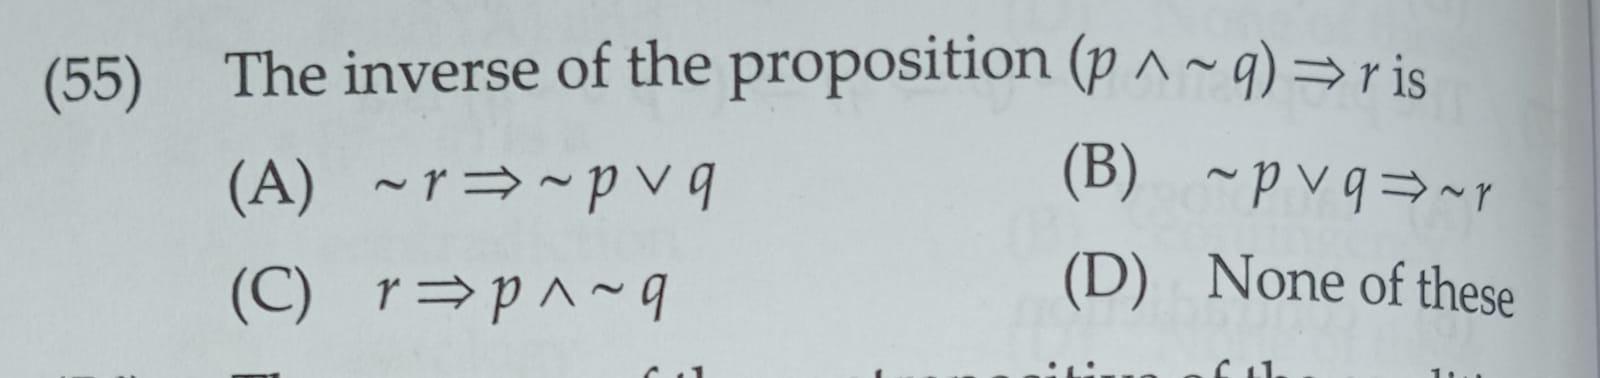 (55) The inverse of the proposition (p ∧ ~ q) ⇒ r is
(A) ~ r ⇒ ~ p ∨ q (B) ~ p ∨ q ⇒ ~ r
(C) r ⇒ p ∧ ~ q (D) None of these